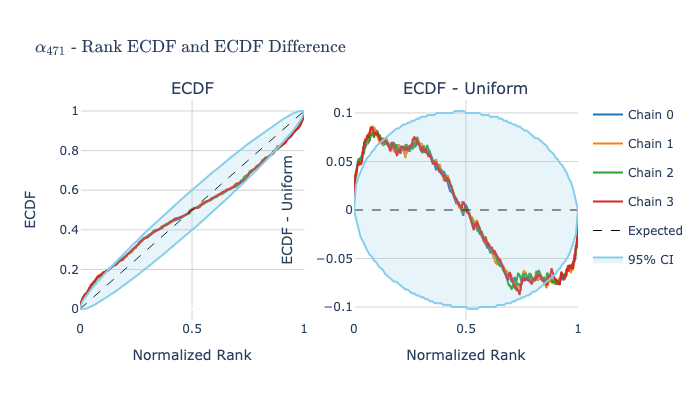 α471 - Rank ECDF and ECDF Difference
ECDF
ECDF - Uniform
1
0.8
0.6
0.4
0.2
0
0
0.5
1
ECDF
Normalized Rank
0.1
0.05
0
−0.05
−0.1
0
0.5
1
ECDF - Uniform
Normalized Rank
Chain 0
Chain 1
Chain 2
Chain 3
Expected
95% CI